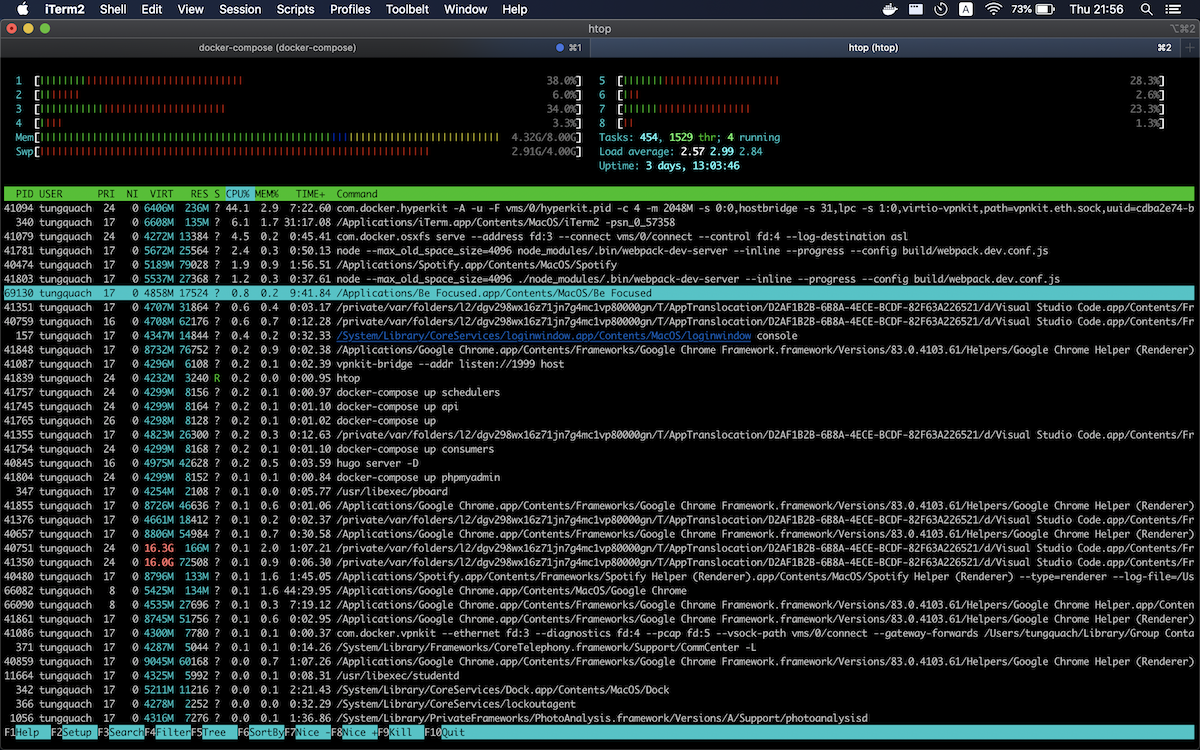 iTerm2 Shell Edit View Session Scripts Profiles Toolbelt Window Help A 73% Thu 21:56
htop ⌥⌘2
docker-compose (docker-compose) ⌘1 htop (htop) ⌘2
1 [ 38.0%] 5 [ 28.3%]
2 [ 6.0%] 6 [ 2.6%]
3 [ 34.0%] 7 [ 23.3%]
4 [ 3.3%] 8 [ 1.3%]
Mem[ 4.32G/8.00G] Tasks: 454, 1529 thr; 4 running
Swp[ 2.91G/4.00G] Load average: 2.57 2.99 2.84
Uptime: 3 days, 13:03:46
PID USER PRI NI VIRT RES S CPU% MEM% TIME+ Command
41094 tungquach 24 0 6406M 236M ? 44.1 2.9 7:22.60 com.docker.hyperkit -A -u -F vms/0/hyperkit.pid -c 4 -m 2048M -s 0:0,hostbridge -s 31,lpc -s 1:0,virtio-vpnkit,path=vpnkit.eth.sock,uuid=cdba2e74-b
340 tungquach 17 0 6608M 135M ? 6.1 1.7 31:17.08 /Applications/iTerm.app/Contents/MacOS/iTerm2 -psn_0_57358
41079 tungquach 24 0 4272M 13384 ? 4.5 0.2 0:45.41 com.docker.osxfs serve --address fd:3 --connect vms/0/connect --control fd:4 --log-destination asl
41781 tungquach 17 0 5672M 25564 ? 2.4 0.3 0:50.13 node --max_old_space_size=4096 node_modules/.bin/webpack-dev-server --inline --progress --config build/webpack.dev.conf.js
40474 tungquach 17 0 5189M 79028 ? 1.9 0.9 1:56.51 /Applications/Spotify.app/Contents/MacOS/Spotify
41803 tungquach 17 0 5537M 27368 ? 1.2 0.3 0:37.61 node --max_old_space_size=4096 ./node_modules/.bin/webpack-dev-server --inline --progress --config build/webpack.dev.conf.js
69130 tungquach 17 0 4858M 17524 ? 0.8 0.2 9:41.84 /Applications/Be Focused.app/Contents/MacOS/Be Focused
41351 tungquach 17 0 4707M 31864 ? 0.6 0.4 0:03.17 /private/var/folders/l2/dgv298wx16z71jn7g4mc1vp80000gn/T/AppTranslocation/D2AF1B2B-6B8A-4ECE-BCDF-82F63A226521/d/Visual Studio Code.app/Contents/Fr
40759 tungquach 16 0 4708M 62176 ? 0.6 0.7 0:12.28 /private/var/folders/l2/dgv298wx16z71jn7g4mc1vp80000gn/T/AppTranslocation/D2AF1B2B-6B8A-4ECE-BCDF-82F63A226521/d/Visual Studio Code.app/Contents/Fr
157 tungquach 17 0 4347M 14844 ? 0.4 0.2 0:32.33 /System/Library/CoreServices/loginwindow.app/Contents/MacOS/loginwindow console
41848 tungquach 17 0 8732M 76752 ? 0.2 0.9 0:02.38 /Applications/Google Chrome.app/Contents/Frameworks/Google Chrome Framework.framework/Versions/83.0.4103.61/Helpers/Google Chrome Helper (Renderer)
41087 tungquach 17 0 4296M 6108 ? 0.2 0.1 0:02.39 vpnkit-bridge --addr listen://1999 host
41839 tungquach 24 0 4232M 3240 R 0.2 0.0 0:00.95 htop
41757 tungquach 24 0 4299M 8156 ? 0.2 0.1 0:00.97 docker-compose up schedulers
41745 tungquach 24 0 4299M 8164 ? 0.2 0.1 0:01.10 docker-compose up api
41765 tungquach 26 0 4298M 8128 ? 0.2 0.1 0:01.02 docker-compose up
41355 tungquach 17 0 4823M 26300 ? 0.2 0.3 0:12.63 /private/var/folders/l2/dgv298wx16z71jn7g4mc1vp80000gn/T/AppTranslocation/D2AF1B2B-6B8A-4ECE-BCDF-82F63A226521/d/Visual Studio Code.app/Contents/Fr
41754 tungquach 24 0 4299M 8168 ? 0.2 0.1 0:01.10 docker-compose up consumers
40845 tungquach 16 0 4975M 42628 ? 0.2 0.5 0:03.59 hugo server -D
41804 tungquach 24 0 4299M 8152 ? 0.1 0.1 0:00.84 docker-compose up phpmyadmin
347 tungquach 17 0 4254M 2108 ? 0.1 0.0 0:05.77 /usr/libexec/pboard
41855 tungquach 17 0 8726M 46636 ? 0.1 0.6 0:01.06 /Applications/Google Chrome.app/Contents/Frameworks/Google Chrome Framework.framework/Versions/83.0.4103.61/Helpers/Google Chrome Helper (Renderer)
41376 tungquach 17 0 4661M 18412 ? 0.1 0.2 0:02.37 /private/var/folders/l2/dgv298wx16z71jn7g4mc1vp80000gn/T/AppTranslocation/D2AF1B2B-6B8A-4ECE-BCDF-82F63A226521/d/Visual Studio Code.app/Contents/Fr
40657 tungquach 17 0 8806M 54984 ? 0.1 0.7 0:30.58 /Applications/Google Chrome.app/Contents/Frameworks/Google Chrome Framework.framework/Versions/83.0.4103.61/Helpers/Google Chrome Helper (Renderer)
40751 tungquach 24 0 16.3G 166M ? 0.1 2.0 1:07.21 /private/var/folders/l2/dgv298wx16z71jn7g4mc1vp80000gn/T/AppTranslocation/D2AF1B2B-6B8A-4ECE-BCDF-82F63A226521/d/Visual Studio Code.app/Contents/Fr
41350 tungquach 24 0 16.0G 72508 ? 0.1 0.9 0:06.30 /private/var/folders/l2/dgv298wx16z71jn7g4mc1vp80000gn/T/AppTranslocation/D2AF1B2B-6B8A-4ECE-BCDF-82F63A226521/d/Visual Studio Code.app/Contents/Fr
40480 tungquach 17 0 8796M 133M ? 0.1 1.6 1:45.05 /Applications/Spotify.app/Contents/Frameworks/Spotify Helper (Renderer).app/Contents/MacOS/Spotify Helper (Renderer) --type=renderer --log-file=/Us
66082 tungquach 8 0 5425M 134M ? 0.1 1.6 44:29.95 /Applications/Google Chrome.app/Contents/MacOS/Google Chrome
66090 tungquach 8 0 4535M 27696 ? 0.1 0.3 7:19.12 /Applications/Google Chrome.app/Contents/Frameworks/Google Chrome Framework.framework/Versions/83.0.4103.61/Helpers/Google Chrome Helper.app/Conten
41861 tungquach 17 0 8745M 51756 ? 0.1 0.6 0:02.95 /Applications/Google Chrome.app/Contents/Frameworks/Google Chrome Framework.framework/Versions/83.0.4103.61/Helpers/Google Chrome Helper (Renderer)
41086 tungquach 17 0 4300M 7780 ? 0.1 0.1 0:00.37 com.docker.vpnkit --ethernet fd:3 --diagnostics fd:4 --pcap fd:5 --vsock-path vms/0/connect --gateway-forwards /Users/tungquach/Library/Group Conta
371 tungquach 17 0 4287M 5044 ? 0.1 0.1 0:14.26 /System/Library/Frameworks/CoreTelephony.framework/Support/CommCenter -L
40859 tungquach 17 0 9045M 60168 ? 0.0 0.7 1:07.26 /Applications/Google Chrome.app/Contents/Frameworks/Google Chrome Framework.framework/Versions/83.0.4103.61/Helpers/Google Chrome Helper (Renderer)
11664 tungquach 17 0 4325M 5992 ? 0.0 0.1 0:08.31 /usr/libexec/studentd
342 tungquach 17 0 5211M 11216 ? 0.0 0.1 2:21.43 /System/Library/CoreServices/Dock.app/Contents/MacOS/Dock
366 tungquach 17 0 4278M 2252 ? 0.0 0.0 0:32.29 /System/Library/CoreServices/lockoutagent
1056 tungquach 17 0 4316M 7276 ? 0.0 0.1 1:36.86 /System/Library/PrivateFrameworks/PhotoAnalysis.framework/Versions/A/Support/photoanalysisd
F1Help F2Setup F3SearchF4FilterF5Tree F6SortByF7Nice -F8Nice +F9Kill F10Quit